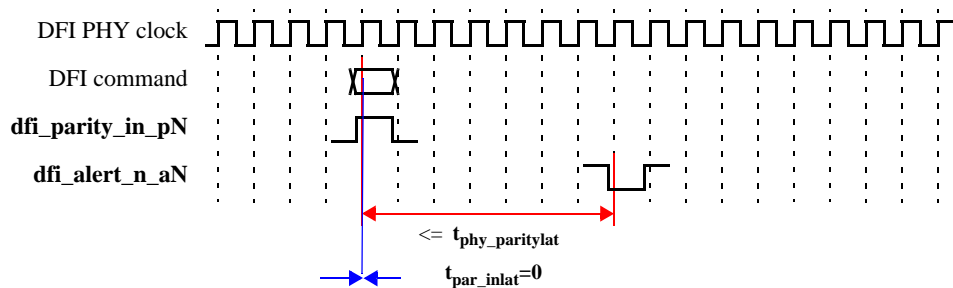 DFI PHY clock
DFI command
dfi_parity_in_pN
dfi_alert_n_aN
<= tphy_paritylat
tpar_inlat=0